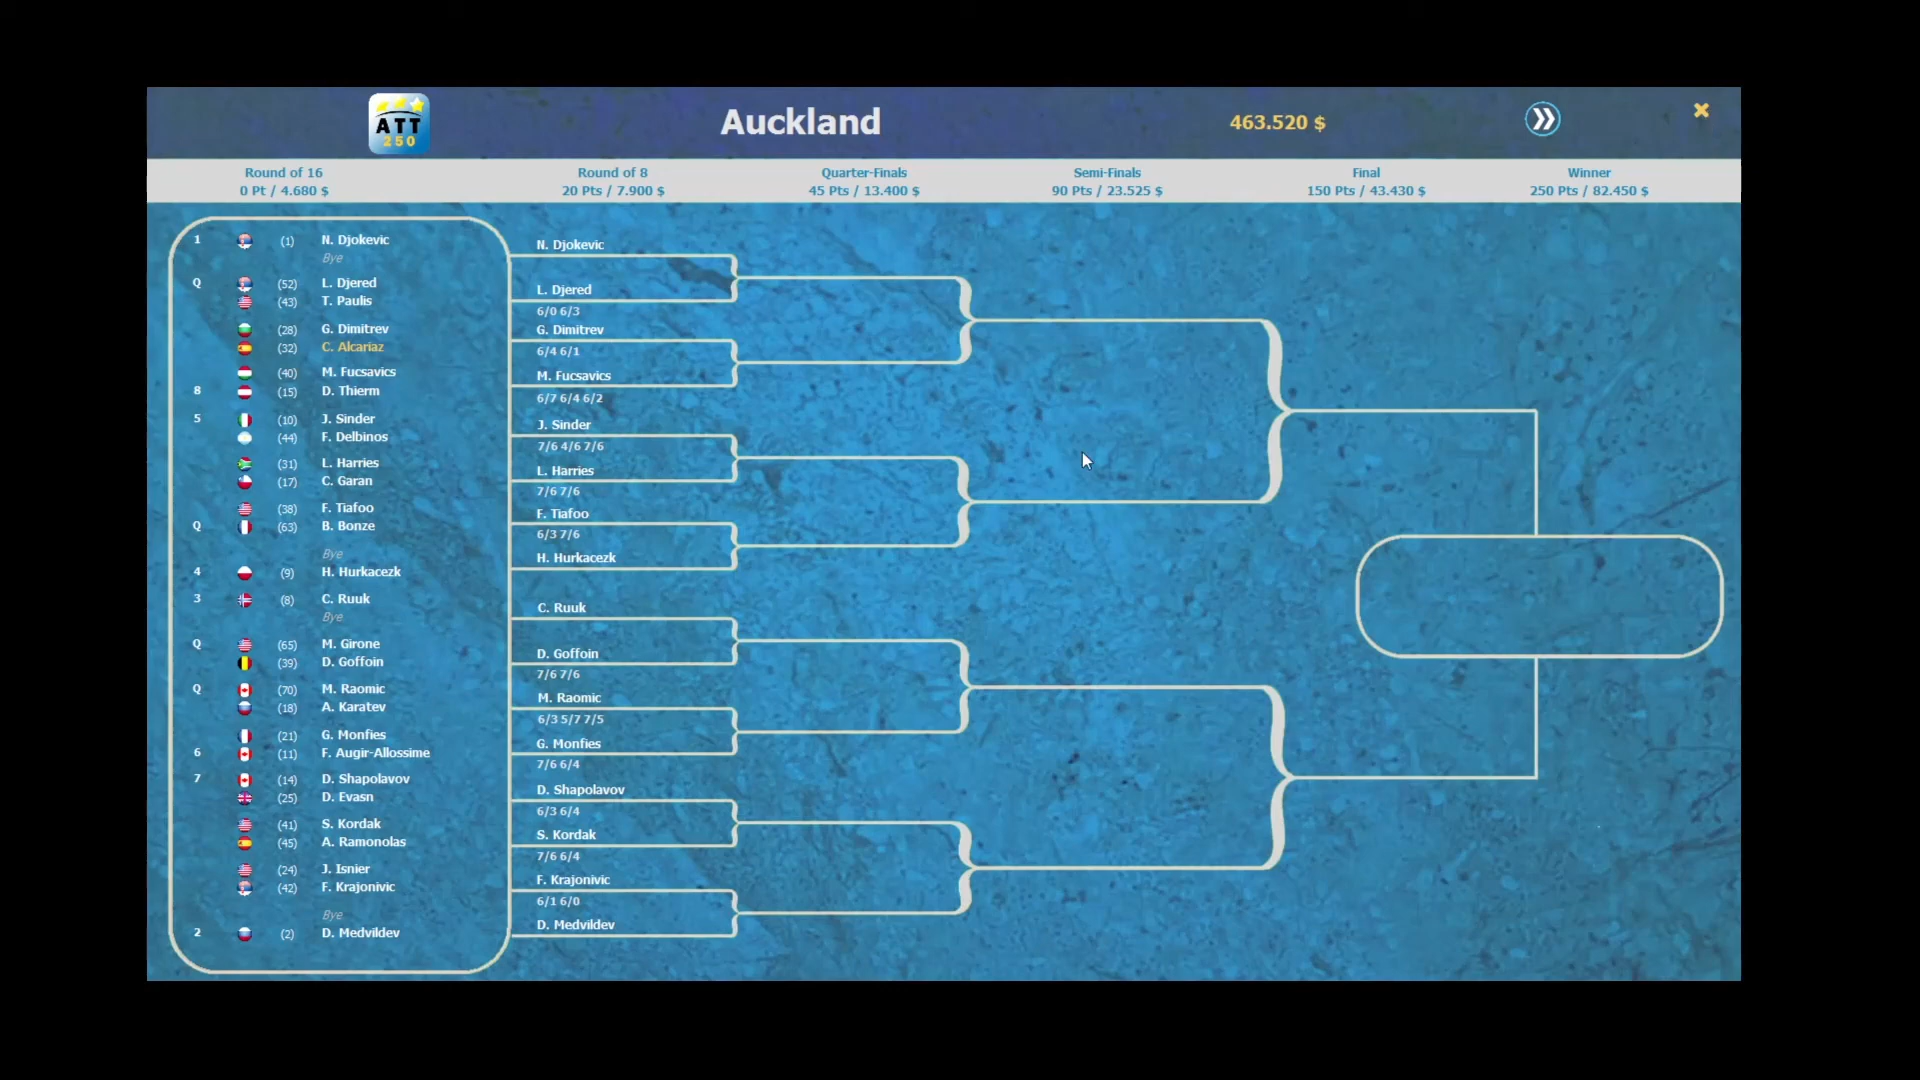 ATT
250
Auckland
463.520 $
Round of 16
0 Pt / 4.680 $
Round of 8
20 Pts / 7.900 $
Quarter-Finals
45 Pts / 13.400 $
Semi-Finals
90 Pts / 23.525 $
Final
150 Pts / 43.430 $
Winner
250 Pts / 82.450 $
1 (1) N. Djokevic
Bye
Q (52) L. Djered
(43) T. Paulis
(28) G. Dimitrev
(32) C. Alcariaz
(40) M. Fucsavics
8 (15) D. Thierm
5 (10) J. Sinder
(44) F. Delbinos
(31) L. Harries
(17) C. Garan
(38) F. Tiafoo
Q (63) B. Bonze
Bye
4 (9) H. Hurkacezk
3 (8) C. Ruuk
Bye
Q (65) M. Girone
(39) D. Goffoin
Q (70) M. Raomic
(18) A. Karatev
(21) G. Monfies
6 (11) F. Augir-Allossime
7 (14) D. Shapolavov
(25) D. Evasn
(41) S. Kordak
(45) A. Ramonolas
(24) J. Isnier
(42) F. Krajonivic
Bye
2 (2) D. Medvildev
N. Djokevic
L. Djered
6/0 6/3
G. Dimitrev
6/4 6/1
M. Fucsavics
6/7 6/4 6/2
J. Sinder
7/6 4/6 7/6
L. Harries
7/6 7/6
F. Tiafoo
6/3 7/6
H. Hurkacezk
C. Ruuk
D. Goffoin
7/6 7/6
M. Raomic
6/3 5/7 7/5
G. Monfies
7/6 6/4
D. Shapolavov
6/3 6/4
S. Kordak
7/6 6/4
F. Krajonivic
6/1 6/0
D. Medvildev